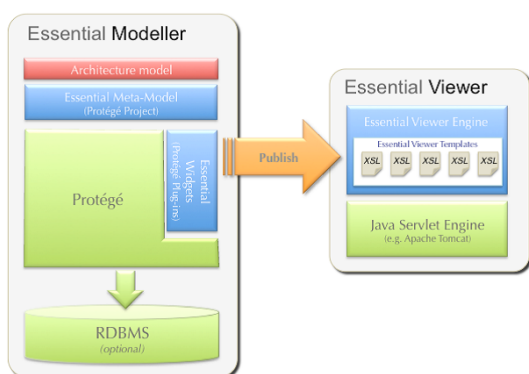 Essential Modeller
Architecture model
Essential Meta-Model
(Protégé Project)
Protégé
Essential
Widgets
(Protégé Plug-ins)
RDBMS
(optional)
Publish
Essential Viewer
Essential Viewer Engine
Essential Viewer Templates
XSL XSL XSL XSL XSL
Java Servlet Engine
(e.g. Apache Tomcat)